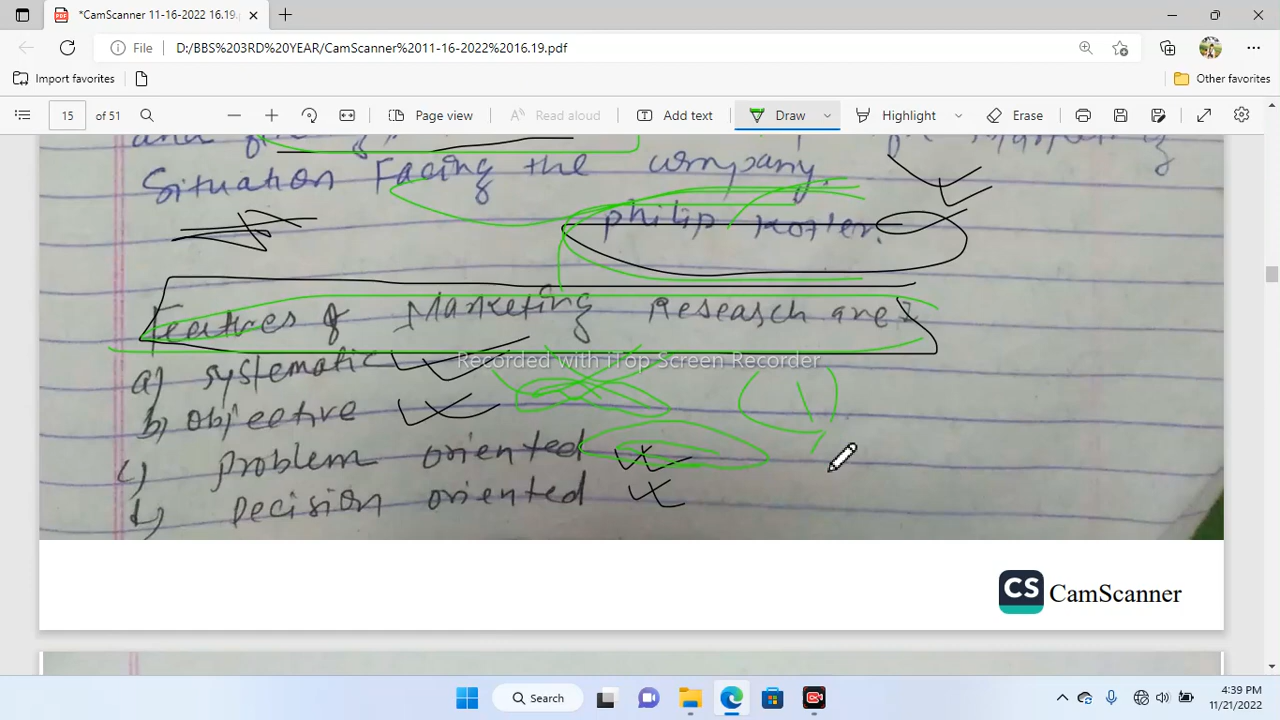 *CamScanner 11-16-2022 16.19.p
File
D:/BBS%203RD%20YEAR/CamScanner%2011-16-2022%2016.19.pdf
Import favorites
Other favorites
15 of 51
Page view
Read aloud
Add text
Draw
Highlight
Erase
Situation Facing the company.
philip Kotler.
Features of Marketing Research are:
Recorded with iTop Screen Recorder
a) systematic
b) objective
c) problem oriented
d) Decision oriented
CS CamScanner
Search
4:39 PM
11/21/2022